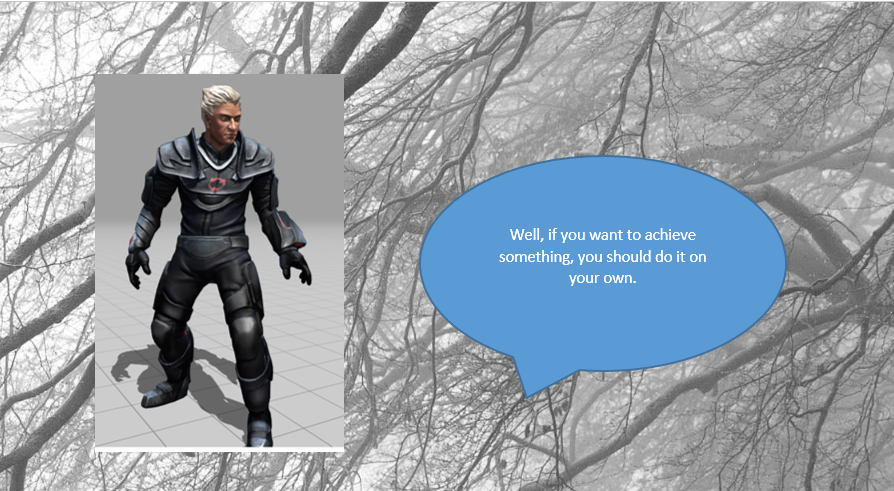 Well, if you want to achieve
something, you should do it on
your own.